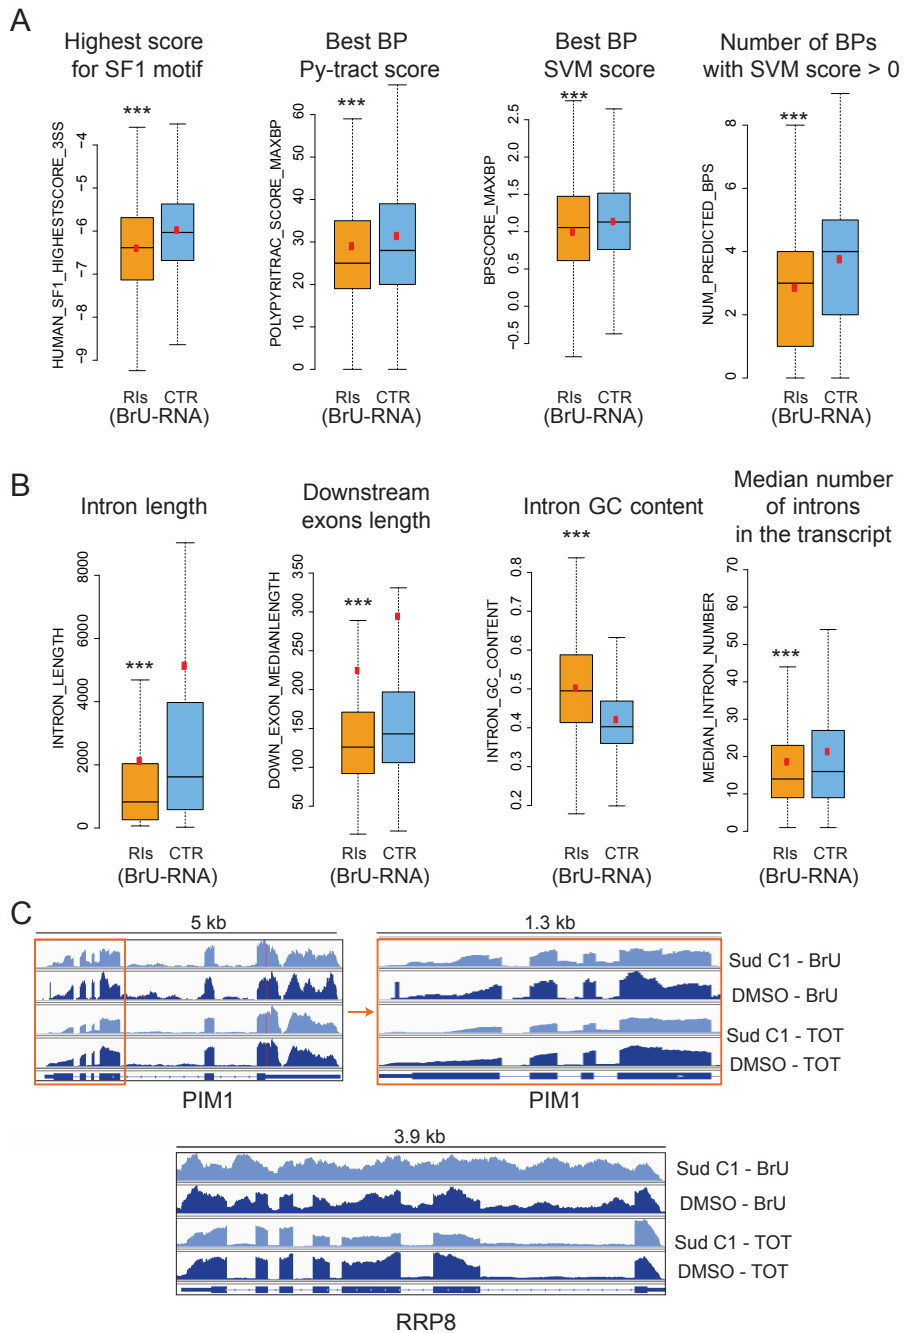 A
Highest score
for SF1 motif
HUMAN_SF1_HIGHESTSCORE_3SS
−4
−5
−6
−7
−8
−9
***
RIs CTR
(BrU-RNA)
Best BP
Py-tract score
POLYPYRITRAC_SCORE_MAXBP
60
50
40
30
20
10
0
***
RIs CTR
(BrU-RNA)
Best BP
SVM score
BPSCORE_MAXBP
2.5
2.0
1.5
1.0
0.5
0.0
−0.5
***
RIs CTR
(BrU-RNA)
Number of BPs
with SVM score > 0
NUM_PREDICTED_BPS
8
6
4
2
0
***
RIs CTR
(BrU-RNA)
B
Intron length
INTRON_LENGTH
8000
6000
4000
2000
0
***
RIs CTR
(BrU-RNA)
Downstream
exons length
DOWN_EXON_MEDIANLENGTH
350
300
250
200
150
100
50
***
RIs CTR
(BrU-RNA)
Intron GC content
INTRON_GC_CONTENT
0.8
0.7
0.6
0.5
0.4
0.3
0.2
***
RIs CTR
(BrU-RNA)
Median number
of introns
in the transcript
MEDIAN_INTRON_NUMBER
70
60
50
40
30
20
10
0
***
RIs CTR
(BrU-RNA)
C
5 kb
1.3 kb
Sud C1 - BrU
DMSO - BrU
Sud C1 - TOT
DMSO - TOT
PIM1
PIM1
3.9 kb
Sud C1 - BrU
DMSO - BrU
Sud C1 - TOT
DMSO - TOT
RRP8